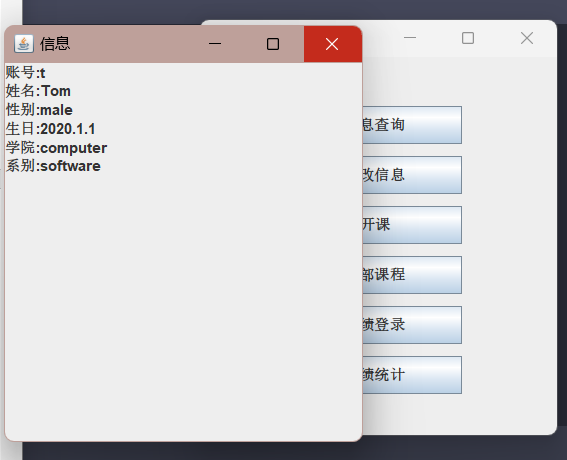 信息
账号:t
姓名:Tom
性别:male
生日:2020.1.1
学院:computer
系别:software
息查询
改信息
开课
部课程
绩登录
绩统计